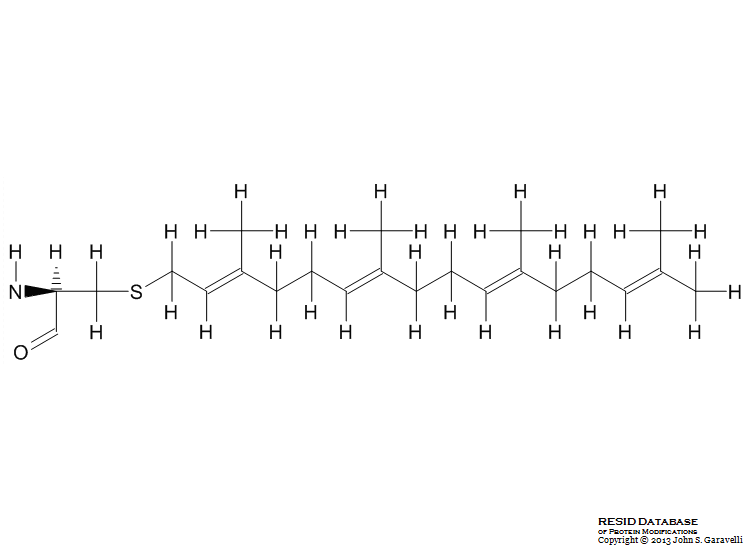 H H H H
H H H H H H H H H H H H
H H H H H H H
N S H
H H H H
H H H H H H H H H
O
RESID DATABASE
OF PROTEIN MODIFICATIONS
Copyright © 2013 John S. Garavelli